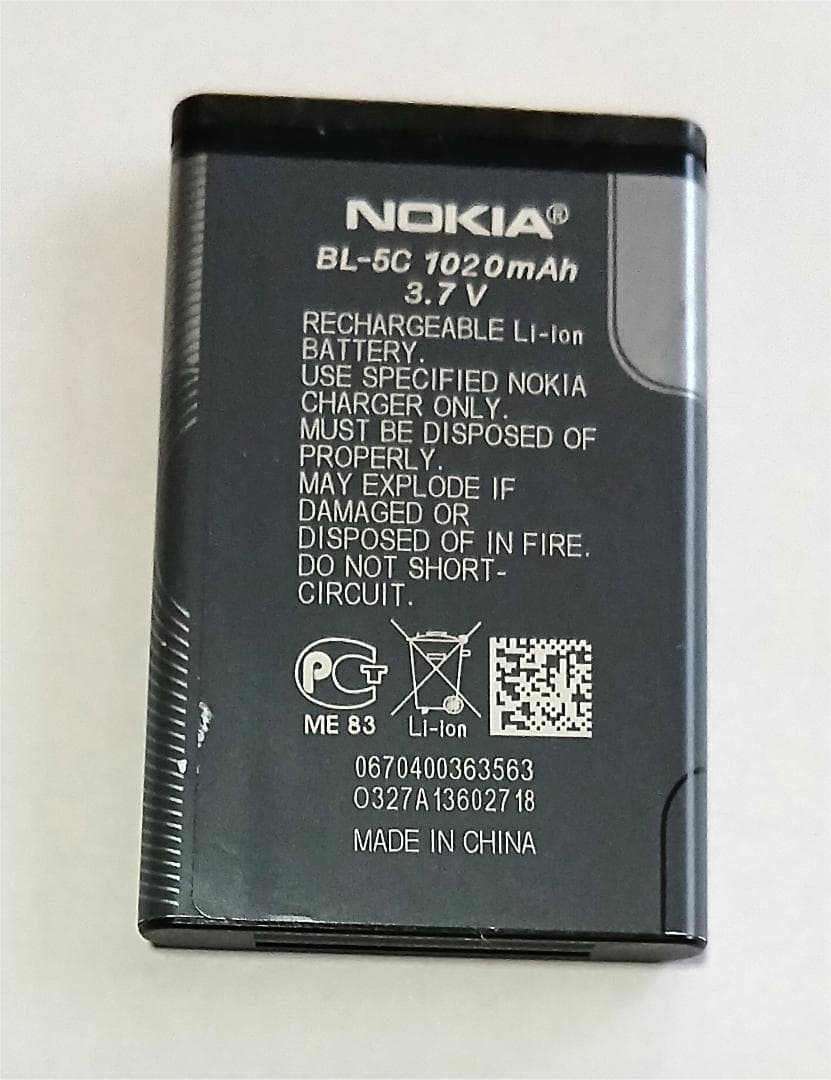 NOKIA®
BL-5C 1020mAh
3.7 V
RECHARGEABLE Li-Ion
BATTERY.
USE SPECIFIED NOKIA
CHARGER ONLY.
MUST BE DISPOSED OF
PROPERLY.
MAY EXPLODE IF
DAMAGED OR
DISPOSED OF IN FIRE.
DO NOT SHORT-
CIRCUIT.
РСТ
ME 83 Li-Ion
0670400363563
O327A13602718
MADE IN CHINA